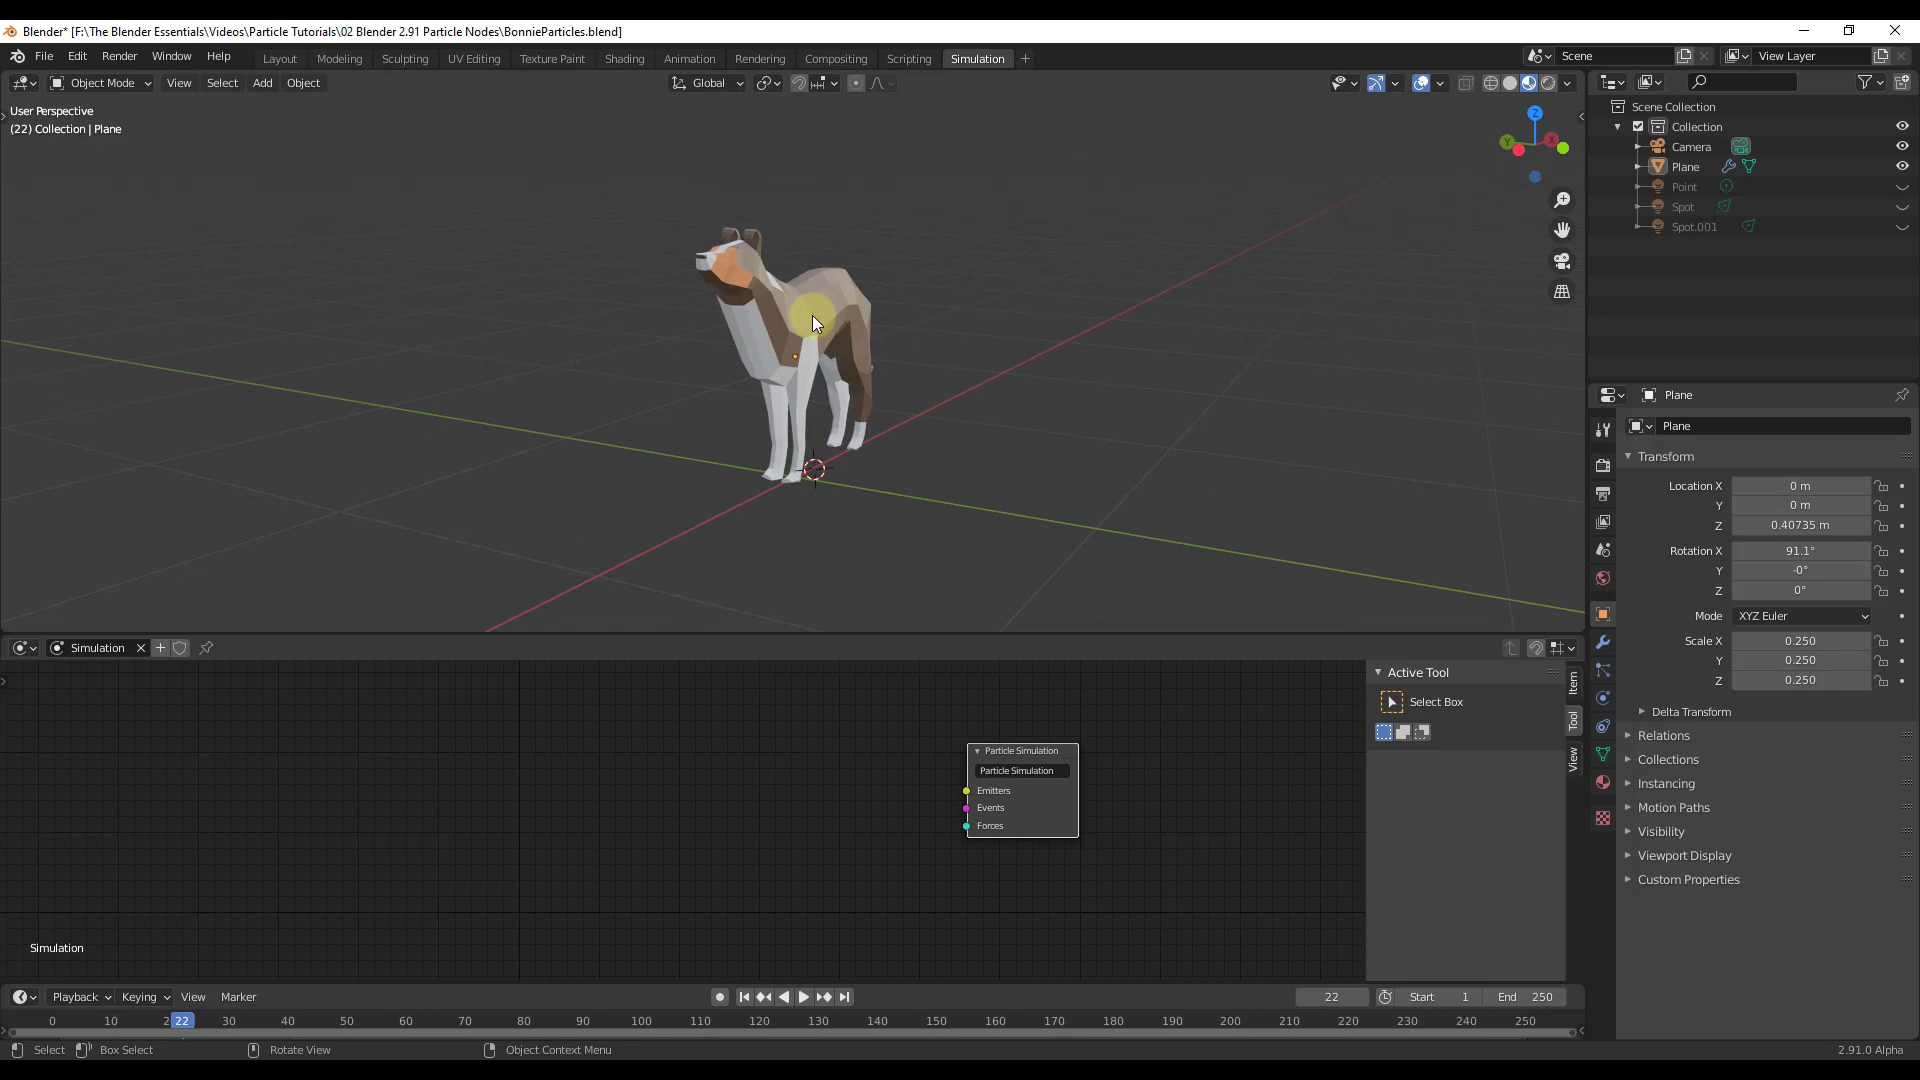 Blender* [F:\The Blender Essentials\Videos\Particle Tutorials\02 Blender 2.91 Particle Nodes\BonnieParticles.blend]
File Edit Render Window Help Layout Modeling Sculpting UV Editing Texture Paint Shading Animation Rendering Compositing Scripting Simulation + Scene View Layer
Object Mode View Select Add Object Global
User Perspective
(22) Collection | Plane
Z
Y
X
Scene Collection
Collection
Camera
Plane
Point
Spot
Spot.001
Plane
Plane
Transform
Location X 0 m
Y 0 m
Z 0.40735 m
Rotation X 91.1°
Y -0°
Z 0°
Mode XYZ Euler
Scale X 0.250
Y 0.250
Z 0.250
Delta Transform
Relations
Collections
Instancing
Motion Paths
Visibility
Viewport Display
Custom Properties
Simulation
Active Tool
Select Box
Item
Tool
View
Particle Simulation
Particle Simulation
Emitters
Events
Forces
Simulation
Playback Keying View Marker 22 Start 1 End 250
0 10 2 22 30 40 50 60 70 80 90 100 110 120 130 140 150 160 170 180 190 200 210 220 230 240 250
Select Box Select Rotate View Object Context Menu 2.91.0 Alpha